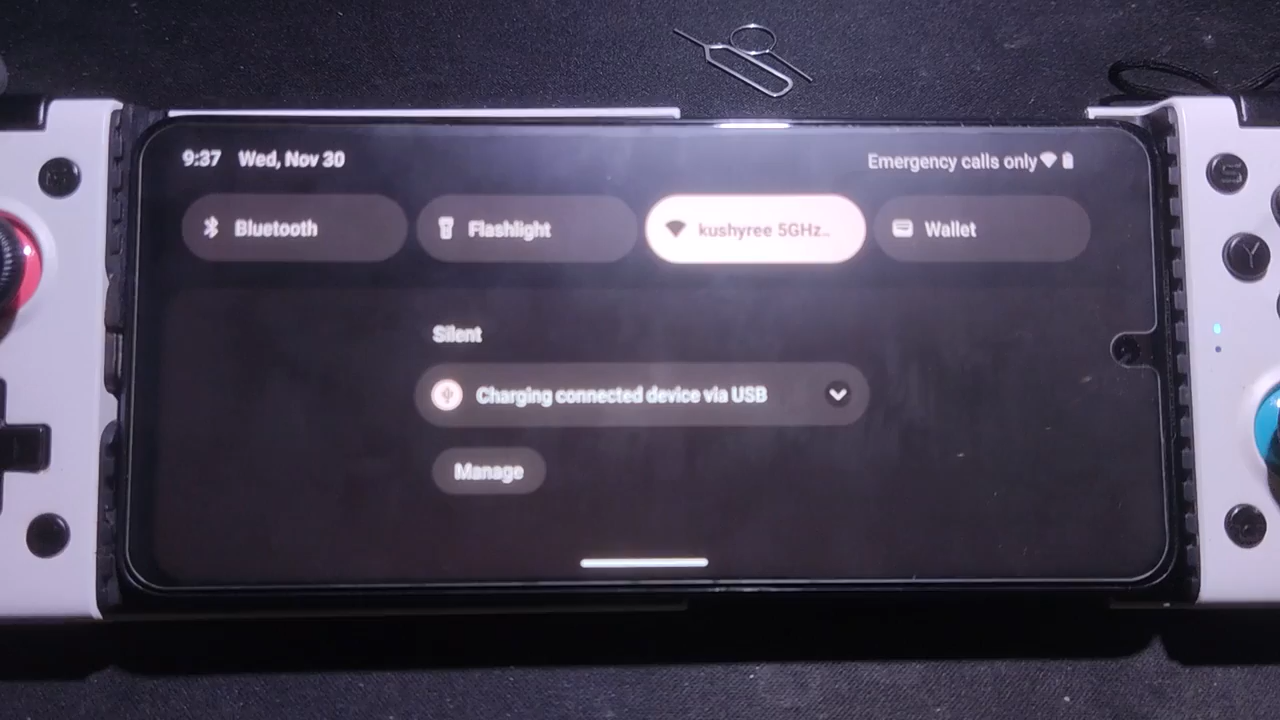 9:37 Wed, Nov 30
Emergency calls only
Bluetooth
Flashlight
kushyree 5GHz..
Wallet
Silent
Charging connected device via USB
Manage
S
Y